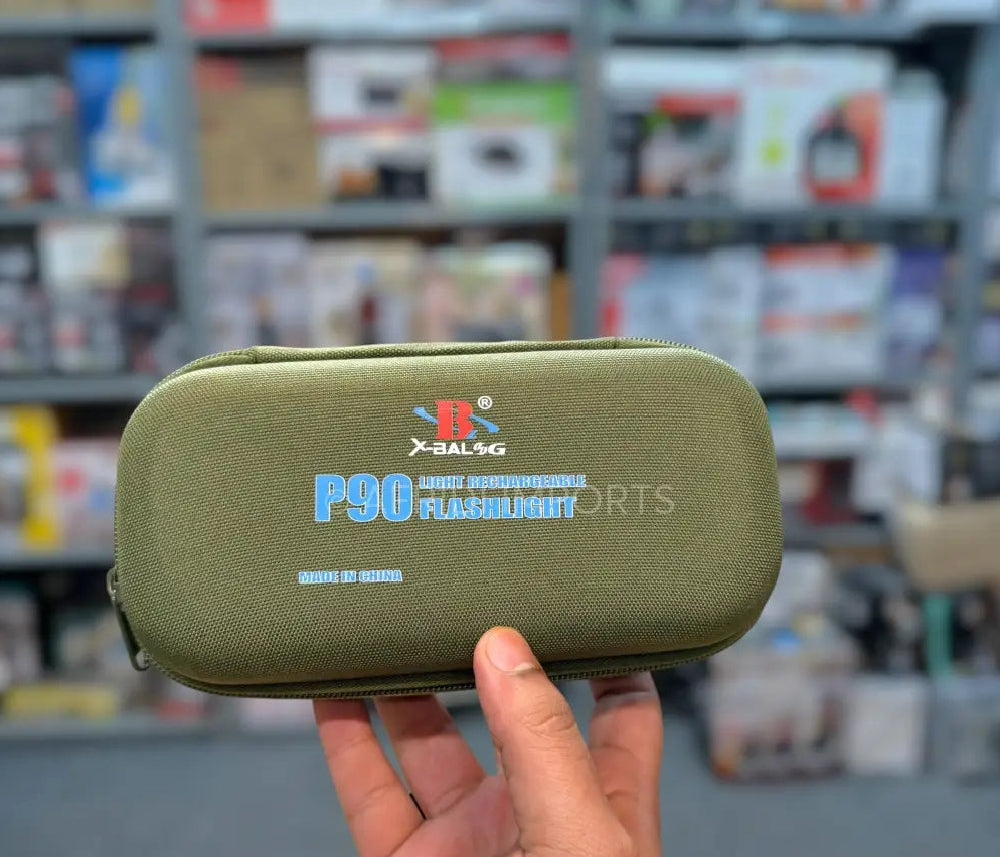 B®
X-BALOG
P90 LIGHT RECHARGEABLE
FLASHLIGHT
MADE IN CHINA